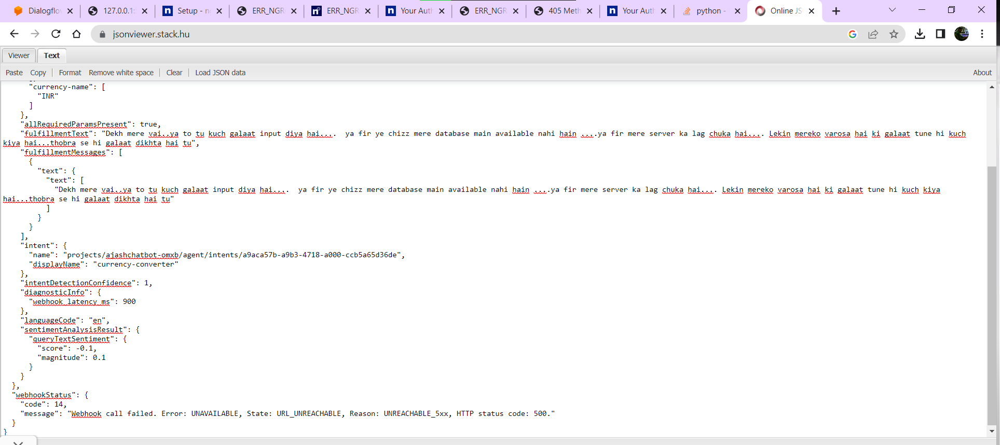 Dialogflov
127.0.0.1:
Setup - n
ERR_NGR
ERR_NGR
Your Auth
ERR_NGR
405 Meth
Your Auth
python -
Online JS
jsonviewer.stack.hu
Viewer
Text
Paste Copy Format Remove white space Clear Load JSON data About
"currency-name": [
"INR"
]
},
"allRequiredParamsPresent": true,
"fulfillmentText": "Dekh mere vai..ya to tu kuch galaat input diya hai....  ya fir ye chizz mere database main available nahi hain ....ya fir mere server ka lag chuka hai.... Lekin mereko varosa hai ki galaat tune hi kuch
kiya hai...thobra se hi galaat dikhta hai tu",
"fulfillmentMessages": [
{
"text": {
"text": [
"Dekh mere vai..ya to tu kuch galaat input diya hai....  ya fir ye chizz mere database main available nahi hain ....ya fir mere server ka lag chuka hai.... Lekin mereko varosa hai ki galaat tune hi kuch kiya
hai...thobra se hi galaat dikhta hai tu"
]
}
}
],
"intent": {
"name": "projects/ajashchatbot-omxb/agent/intents/a9aca57b-a9b3-4718-a000-ccb5a65d36de",
"displayName": "currency-converter"
},
"intentDetectionConfidence": 1,
"diagnosticInfo": {
"webhook_latency_ms": 900
},
"languageCode": "en",
"sentimentAnalysisResult": {
"queryTextSentiment": {
"score": -0.1,
"magnitude": 0.1
}
}
},
"webhookStatus": {
"code": 14,
"message": "Webhook call failed. Error: UNAVAILABLE, State: URL_UNREACHABLE, Reason: UNREACHABLE_5xx, HTTP status code: 500."
}
}